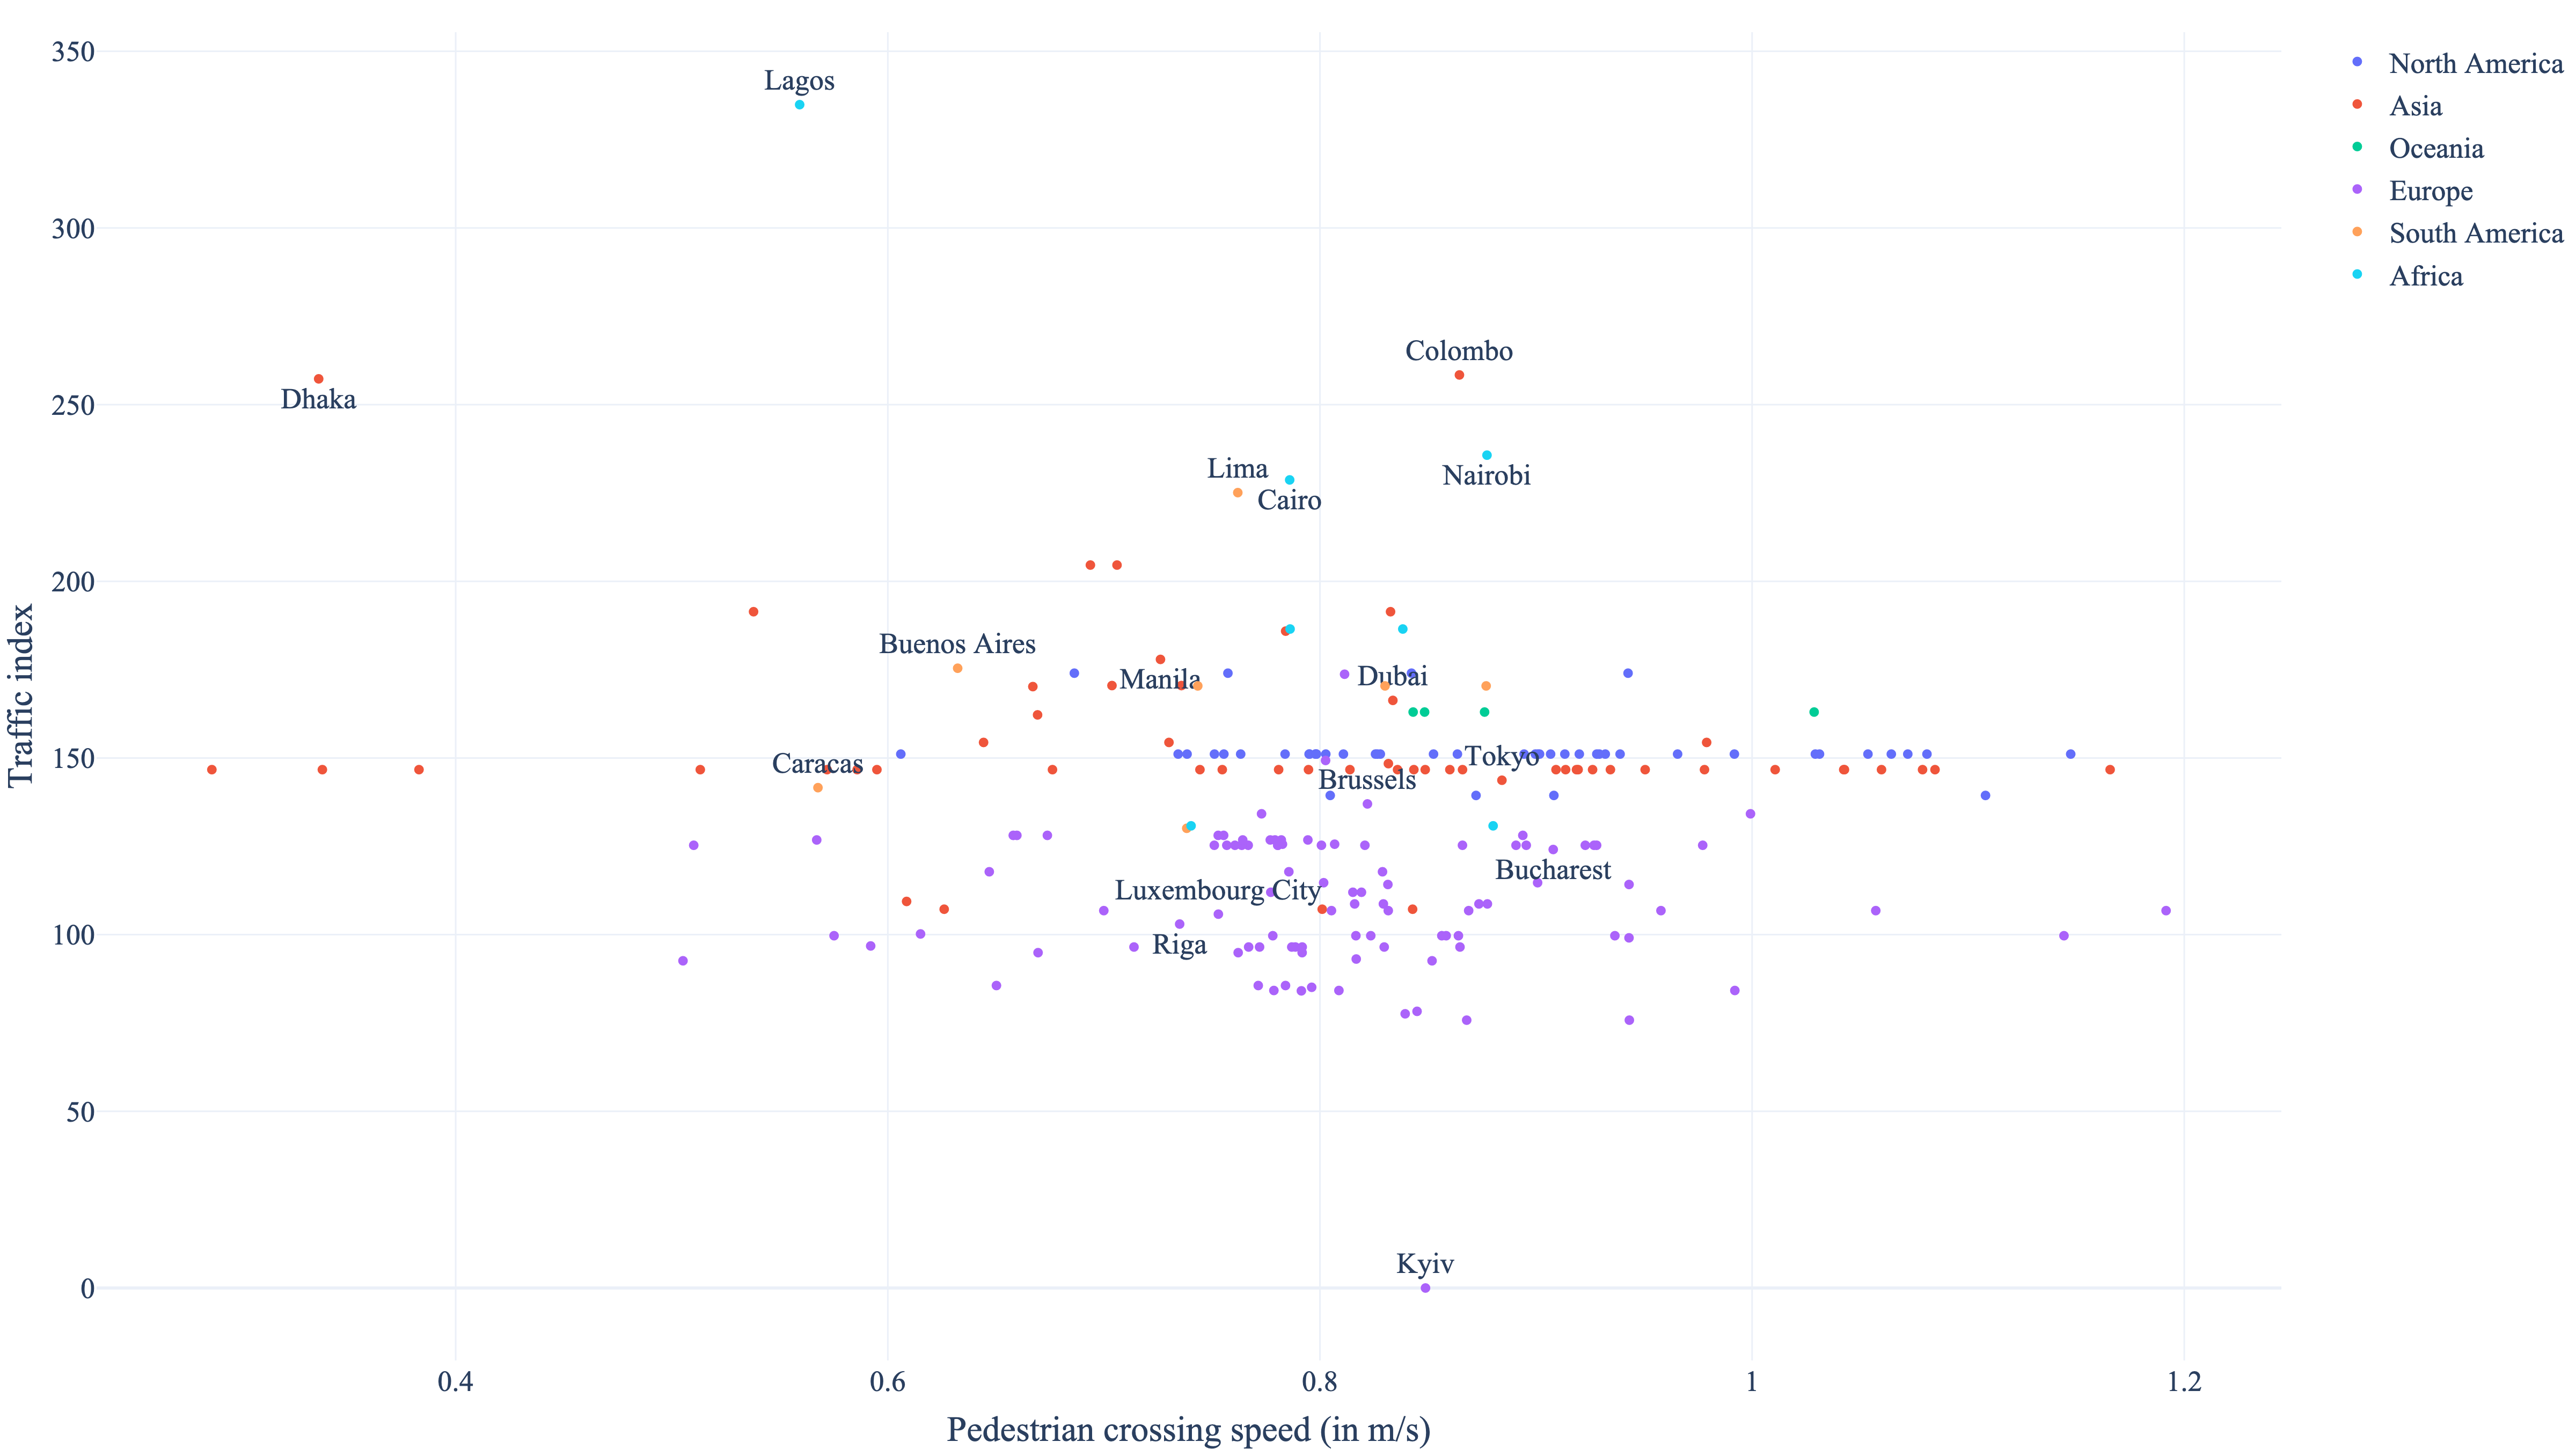 350
300
250
200
150
100
50
0
Traffic index
0.4
0.6
0.8
1
1.2
Pedestrian crossing speed (in m/s)
Lagos
Colombo
Dhaka
Lima
Nairobi
Cairo
Buenos Aires
Manila
Dubai
Caracas
Tokyo
Brussels
Bucharest
Luxembourg City
Riga
Kyiv
North America
Asia
Oceania
Europe
South America
Africa